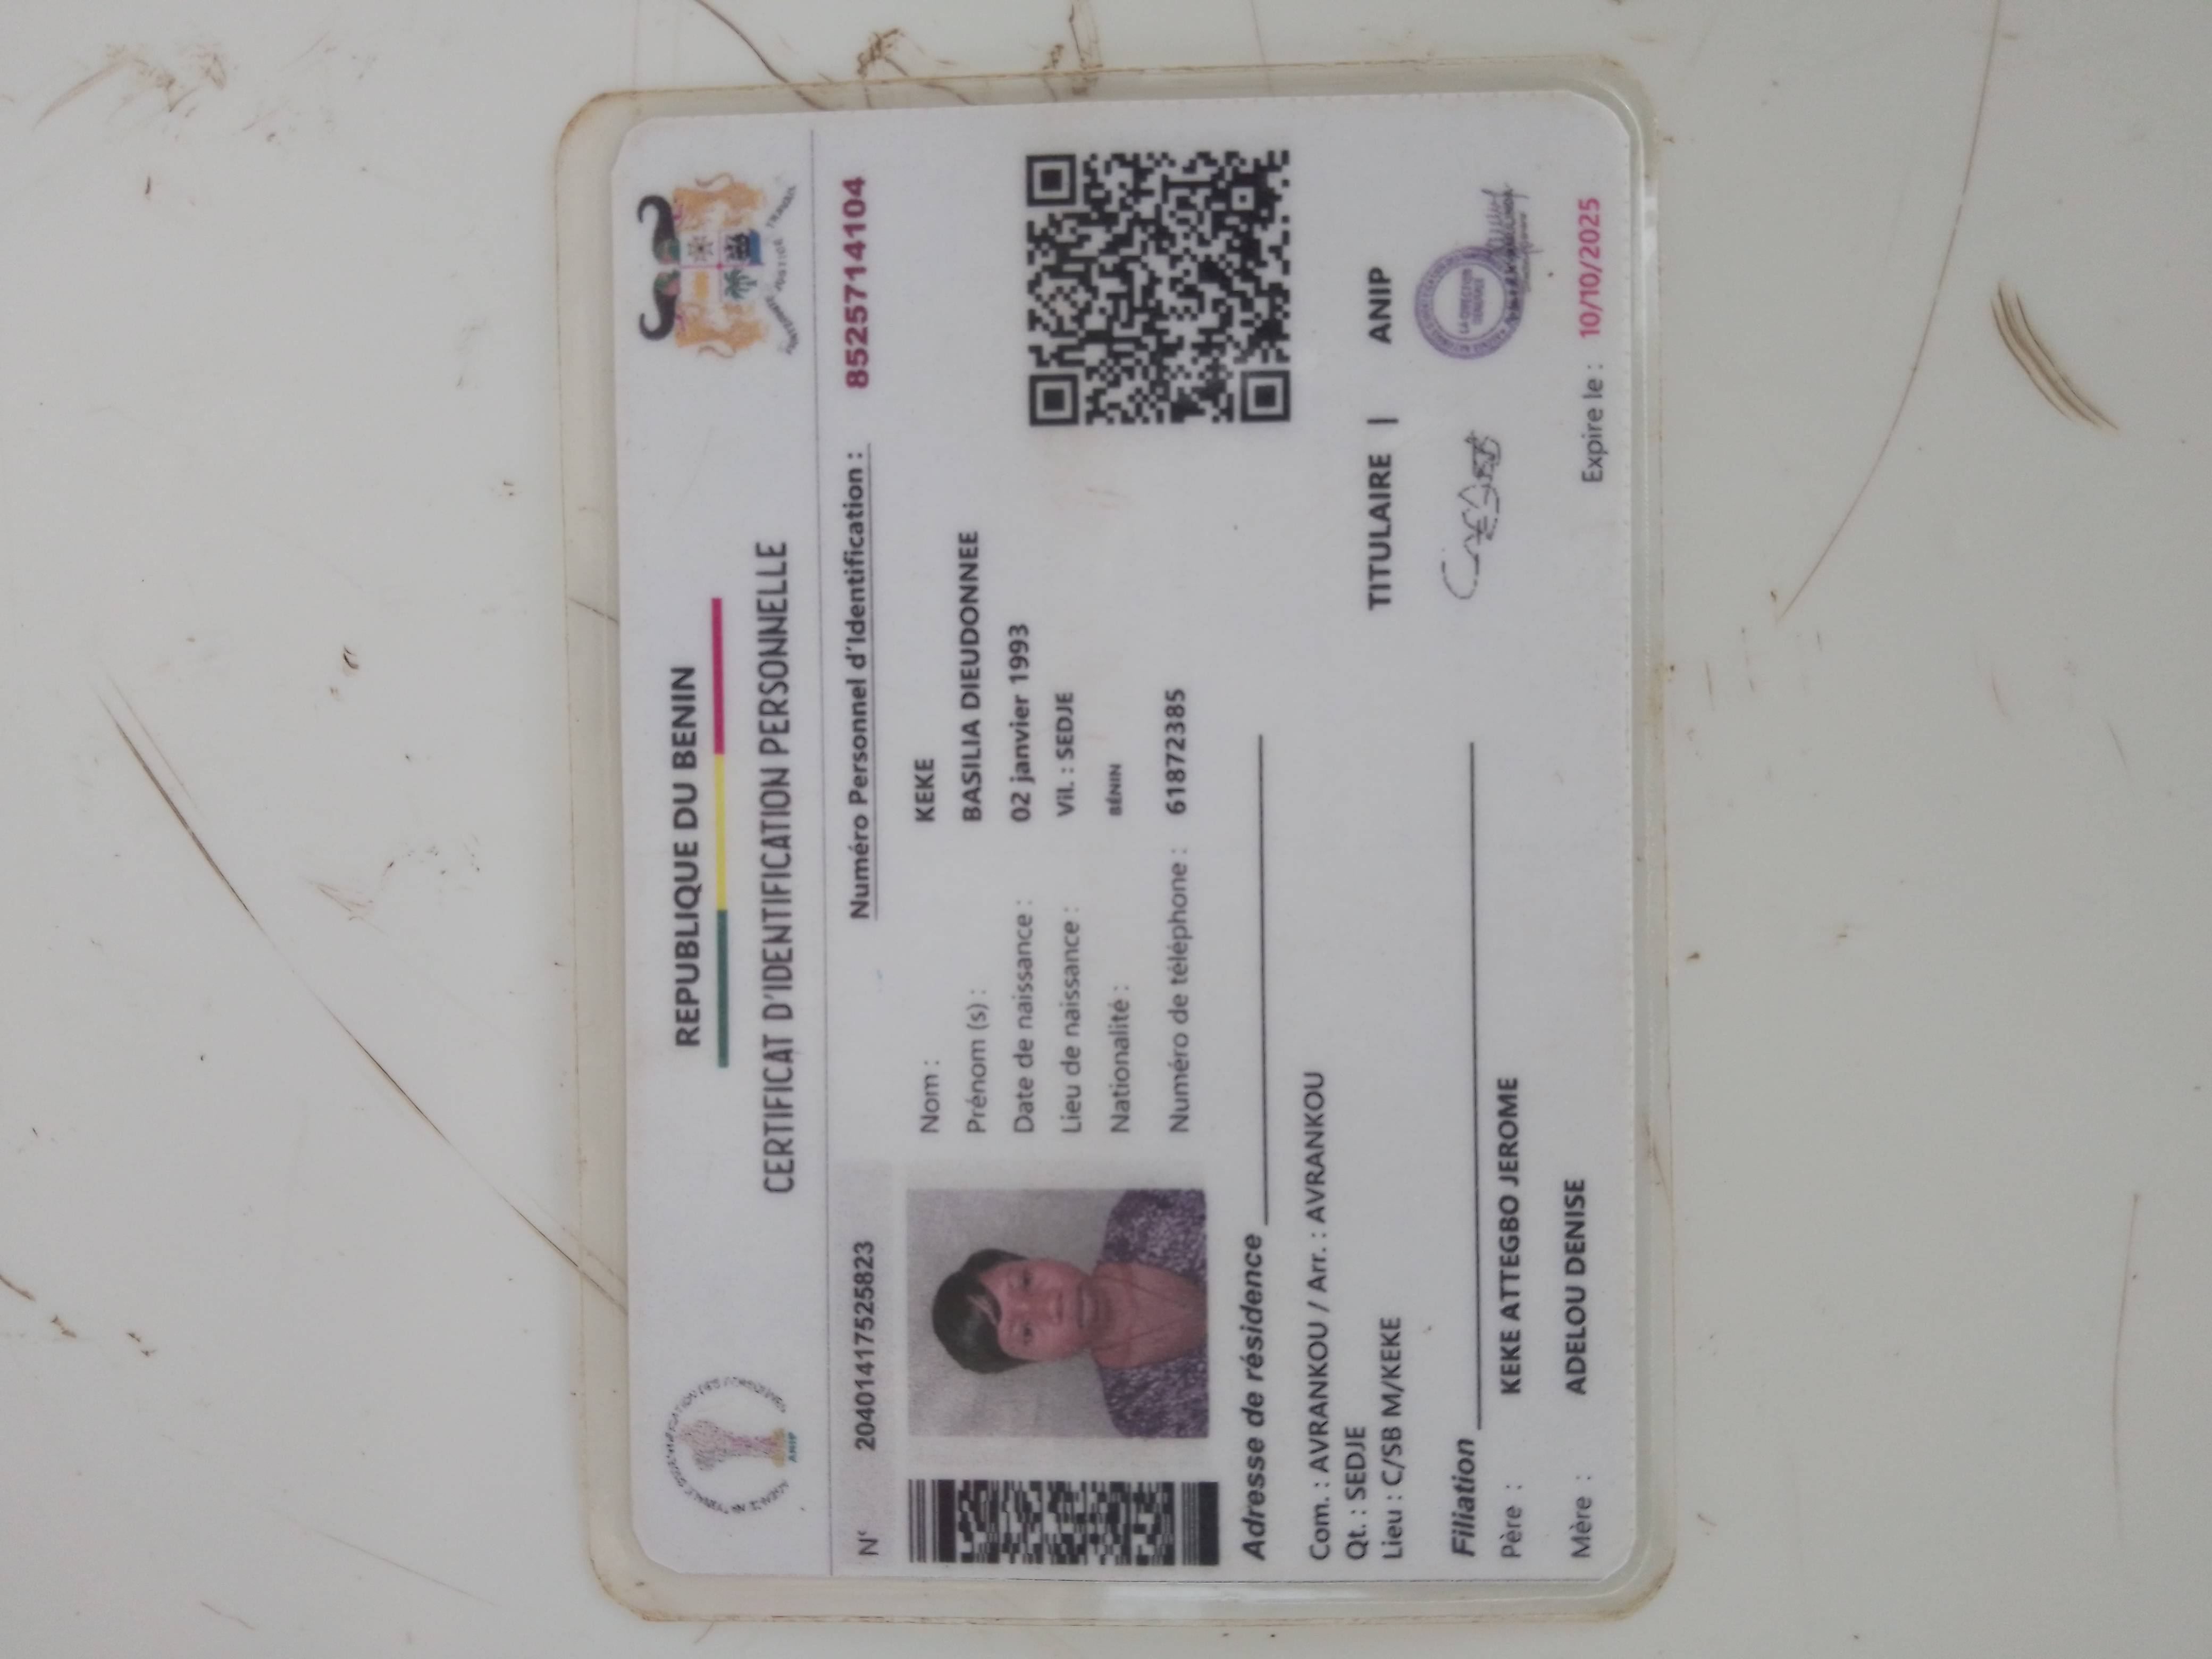 REPUBLIQUE DU BENIN
CERTIFICAT D'IDENTIFICATION PERSONNELLE
ANIP
N° 20401417525823
Numéro Personnel d'Identification : 8525714104
Nom : KEKE
Prénom (s) : BASILIA DIEUDONNEE
Date de naissance : 02 janvier 1993
Lieu de naissance : Vil. : SEDJE
Nationalité : BÉNIN
Numéro de téléphone : 61872385
Adresse de résidence
Com. : AVRANKOU / Arr. : AVRANKOU
Qt. : SEDJE
Lieu : C/SB M/KEKE
TITULAIRE | ANIP
Filiation
Père : KEKE ATTEGBO JEROME
Mère : ADELOU DENISE
Expire le : 10/10/2025